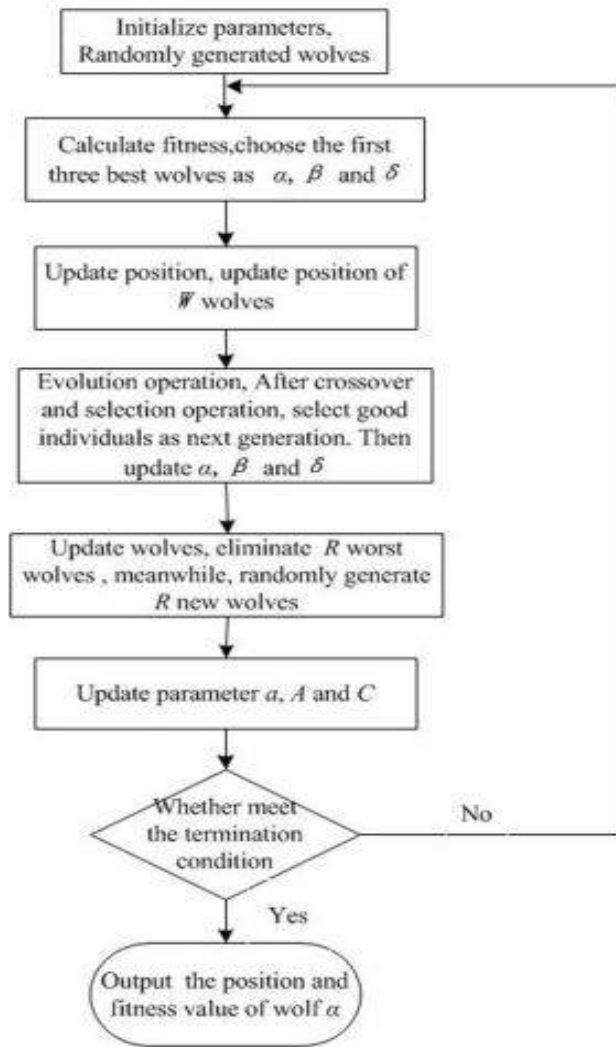 Initialize parameters,
Randomly generated wolves
Calculate fitness,choose the first
three best wolves as α, β and δ
Update position, update position of
W wolves
Evolution operation, After crossover
and selection operation, select good
individuals as next generation. Then
update α, β and δ
Update wolves, eliminate R worst
wolves , meanwhile, randomly generate
R new wolves
Update parameter a, A and C
Whether meet
the termination
condition
No
Yes
Output the position and
fitness value of wolf α